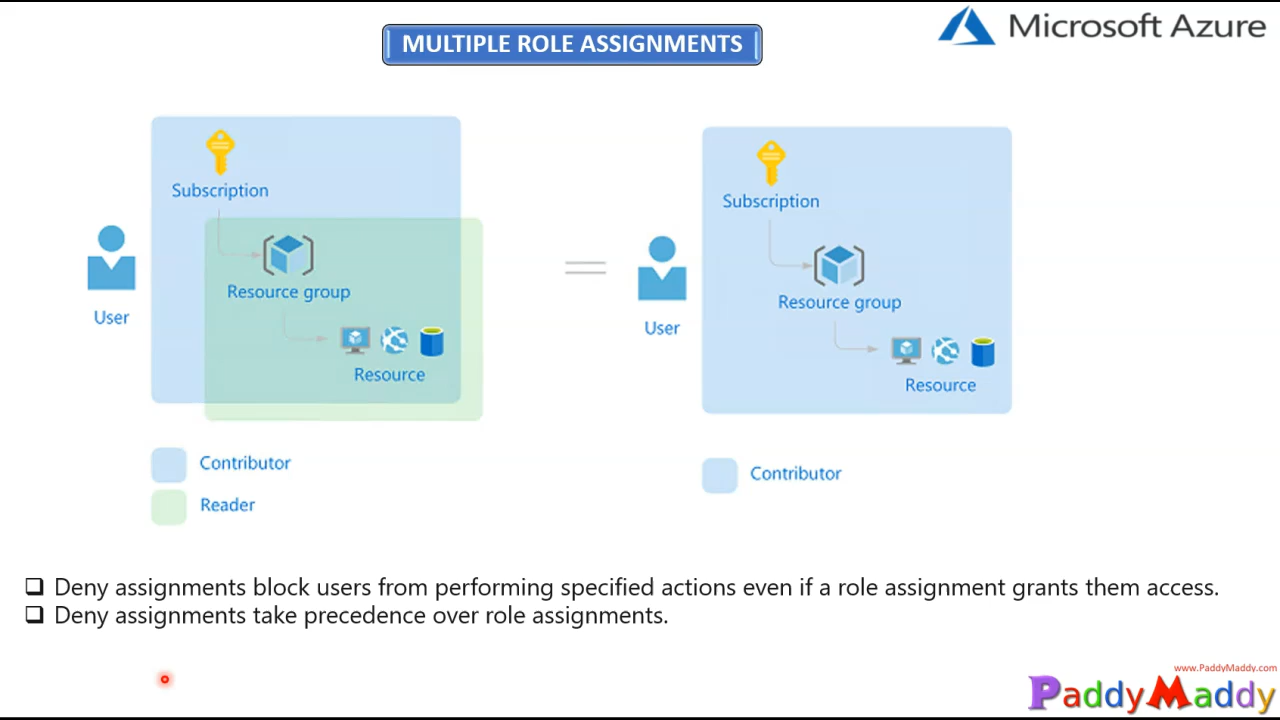 MULTIPLE ROLE ASSIGNMENTS
Microsoft Azure
Subscription
Resource group
Resource
User
Contributor
Reader
Subscription
Resource group
Resource
User
Contributor
Deny assignments block users from performing specified actions even if a role assignment grants them access.
Deny assignments take precedence over role assignments.
www.PaddyMaddy.com
PaddyMaddy